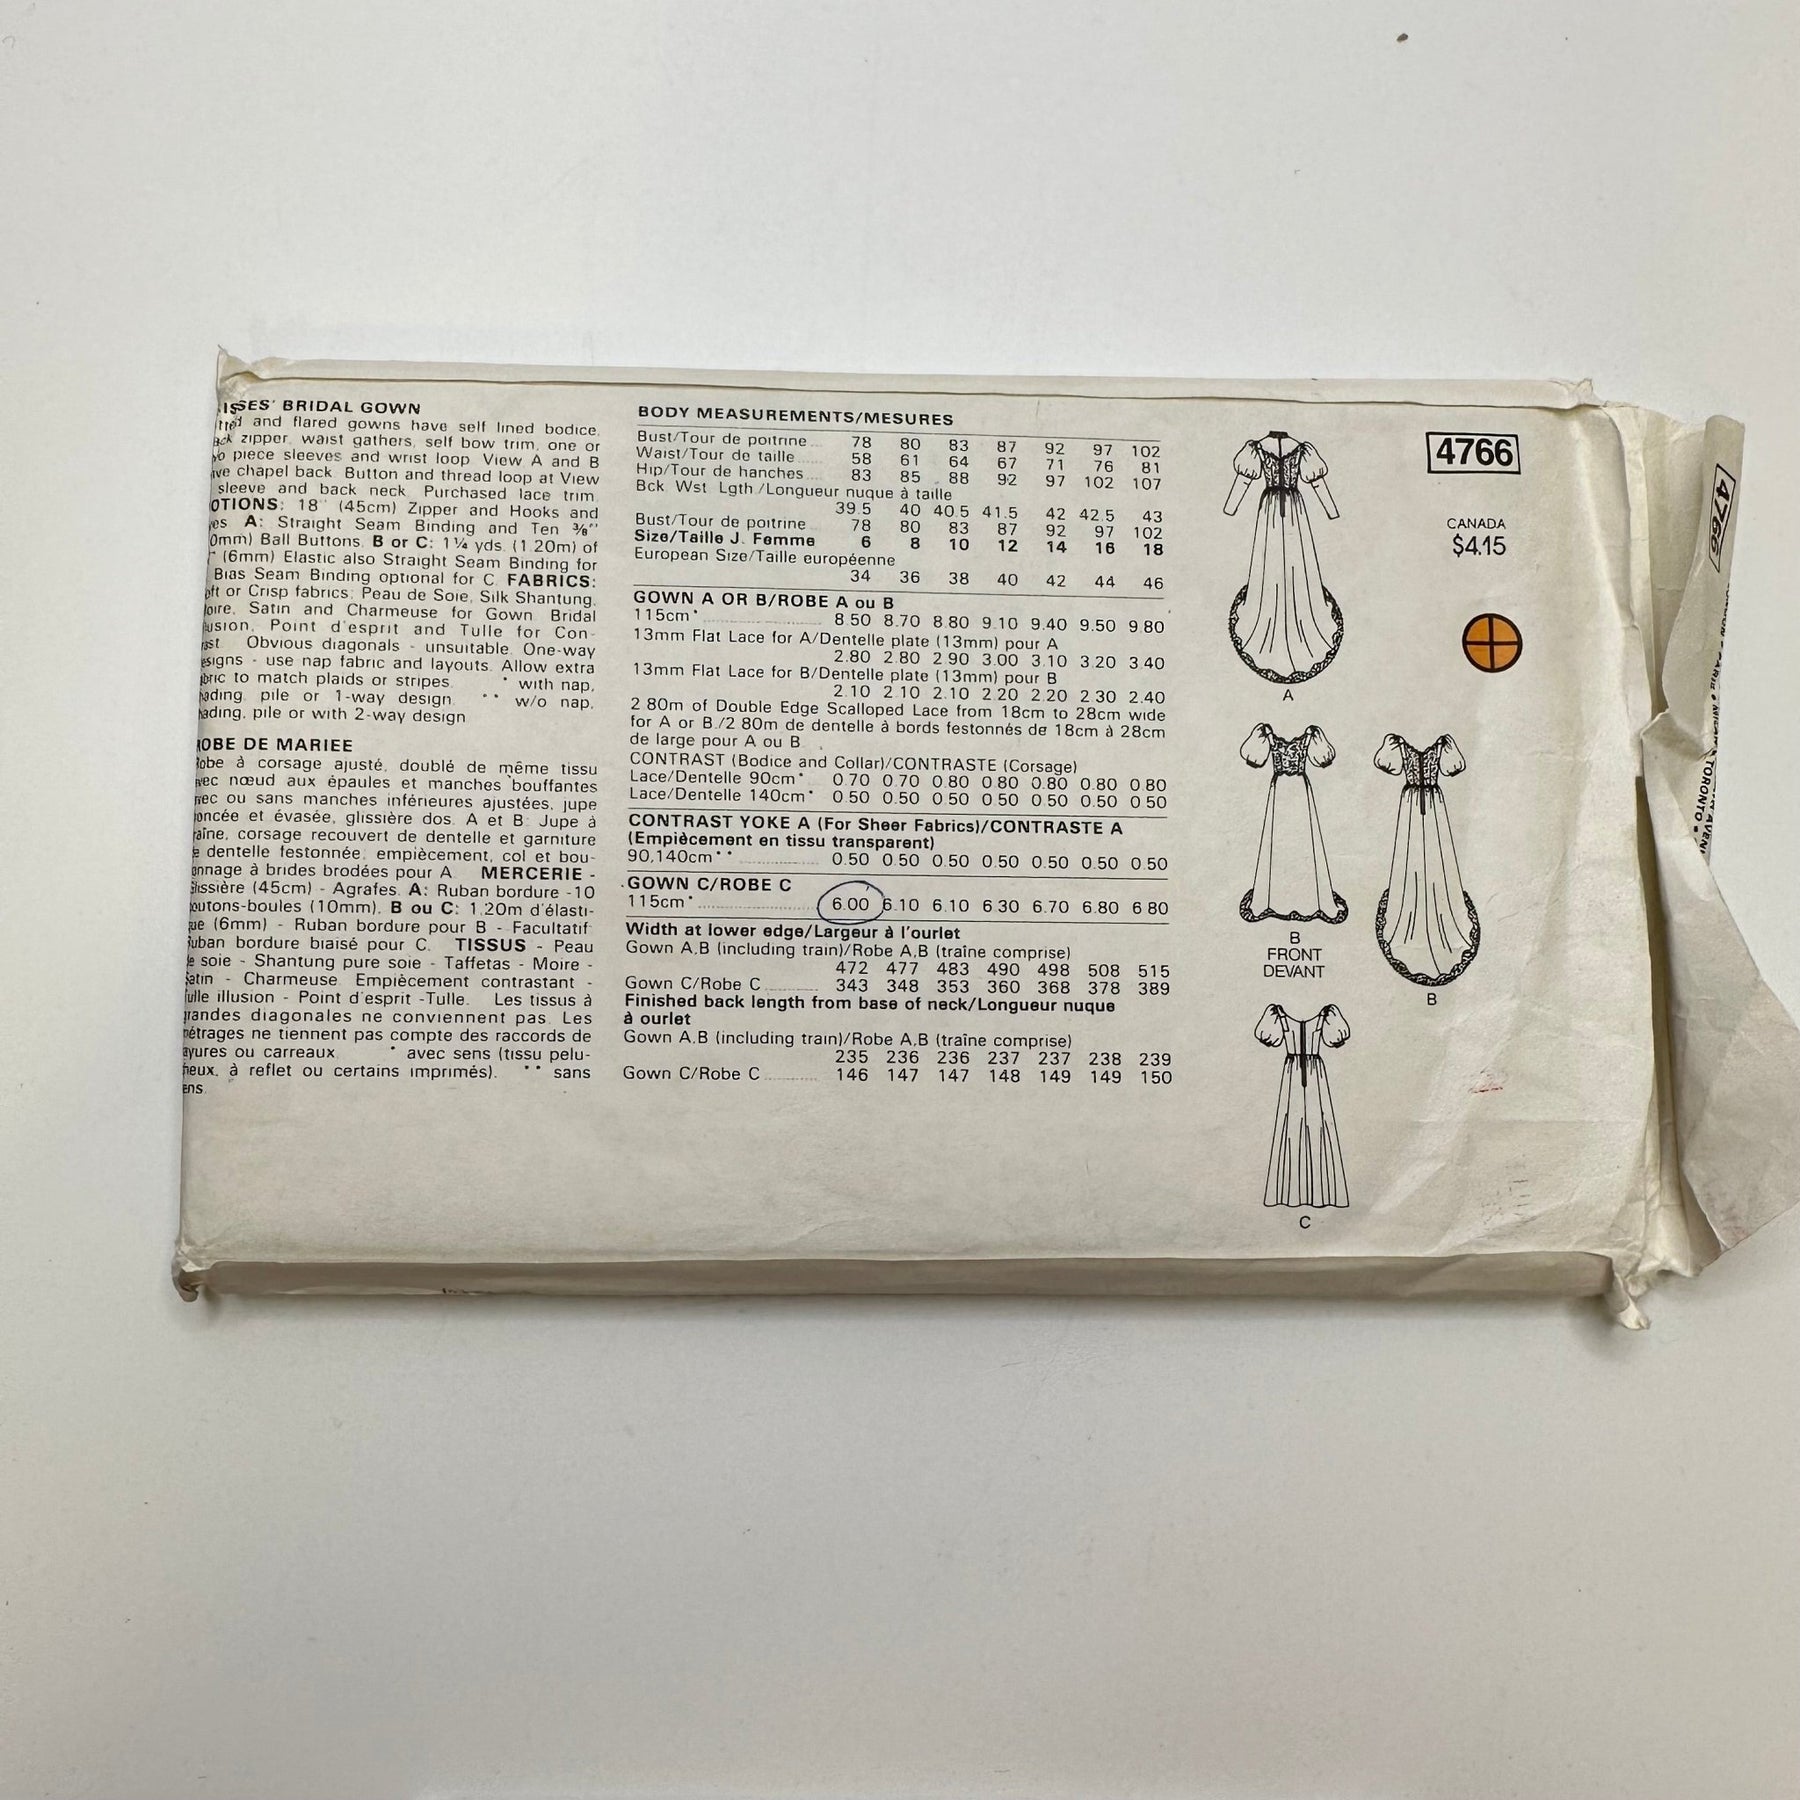 SES' BRIDAL GOWN
and flared gowns have self lined bodice,
zipper, waist gathers, self bow trim, one or
piece sleeves and wrist loop View A and B
chapel back Button and thread loop at View
sleeve and back neck Purchased lace trim
OTIONS: 18" (45cm) Zipper and Hooks and
es A: Straight Seam Binding and Ten ⅜"
0mm) Ball Buttons. B or C: 1¼ yds. (1.20m) of
" (6mm) Elastic also Straight Seam Binding for
Bias Seam Binding optional for C FABRICS:
or Crisp fabrics: Peau de Soie, Silk Shantung,
oire, Satin and Charmeuse for Gown Bridal
usion, Point d'esprit and Tulle for Con-
ast Obvious diagonals - unsuitable One-way
esigns - use nap fabric and layouts. Allow extra
bric to match plaids or stripes. * with nap,
ading, pile or 1-way design ** w/o nap,
ading, pile or with 2-way design
ROBE DE MARIEE
Robe à corsage ajusté, doublé de même tissu
vec nœud aux épaules et manches bouffantes
vec ou sans manches inférieures ajustées, jupe
oncée et évasée, glissière dos. A et B: Jupe à
raîne, corsage recouvert de dentelle et garniture
e dentelle festonnée; empiècement, col et bou-
onnage à brides brodées pour A MERCERIE -
lissière (45cm) - Agrafes. A: Ruban bordure -10
outons-boules (10mm). B ou C: 1,20m d'élasti-
ue (6mm) - Ruban bordure pour B - Facultatif
uban bordure biaisé pour C. TISSUS - Peau
e soie - Shantung pure soie - Taffetas - Moire -
Satin - Charmeuse. Empiècement contrastant -
ulle illusion - Point d'esprit -Tulle. Les tissus à
randes diagonales ne conviennent pas. Les
étrages ne tiennent pas compte des raccords de
ayures ou carreaux * avec sens (tissu pelu-
heux, à reflet ou certains imprimés). ** sans
ens.
BODY MEASUREMENTS/MESURES
Bust/Tour de poitrine 78 80 83 87 92 97 102
Waist/Tour de taille 58 61 64 67 71 76 81
Hip/Tour de hanches 83 85 88 92 97 102 107
Bck. Wst. Lgth./Longueur nuque à taille
39.5 40 40.5 41.5 42 42.5 43
Bust/Tour de poitrine 78 80 83 87 92 97 102
Size/Taille J. Femme 6 8 10 12 14 16 18
European Size/Taille européenne
34 36 38 40 42 44 46
GOWN A OR B/ROBE A ou B
115cm* 8.50 8.70 8.80 9.10 9.40 9.50 9.80
13mm Flat Lace for A/Dentelle plate (13mm) pour A
2.80 2.80 2.90 3.00 3.10 3.20 3.40
13mm Flat Lace for B/Dentelle plate (13mm) pour B
2.10 2.10 2.10 2.20 2.20 2.30 2.40
2.80m of Double Edge Scalloped Lace from 18cm to 28cm wide
for A or B./2.80m de dentelle à bords festonnés de 18cm à 28cm
de large pour A ou B.
CONTRAST (Bodice and Collar)/CONTRASTE (Corsage)
Lace/Dentelle 90cm* 0.70 0.70 0.80 0.80 0.80 0.80 0.80
Lace/Dentelle 140cm* 0.50 0.50 0.50 0.50 0.50 0.50 0.50
CONTRAST YOKE A (For Sheer Fabrics)/CONTRASTE A
(Empiècement en tissu transparent)
90,140cm** 0.50 0.50 0.50 0.50 0.50 0.50 0.50
GOWN C/ROBE C
115cm* 6.00 6.10 6.10 6.30 6.70 6.80 6.80
Width at lower edge/Largeur à l'ourlet
Gown A,B (including train)/Robe A,B (traîne comprise)
472 477 483 490 498 508 515
Gown C/Robe C 343 348 353 360 368 378 389
Finished back length from base of neck/Longueur nuque
à ourlet
Gown A,B (including train)/Robe A,B (traîne comprise)
235 236 236 237 237 238 239
Gown C/Robe C 146 147 147 148 149 149 150
4766
CANADA
$4.15
A
B
FRONT
DEVANT
B
C
4766
TORONTO •